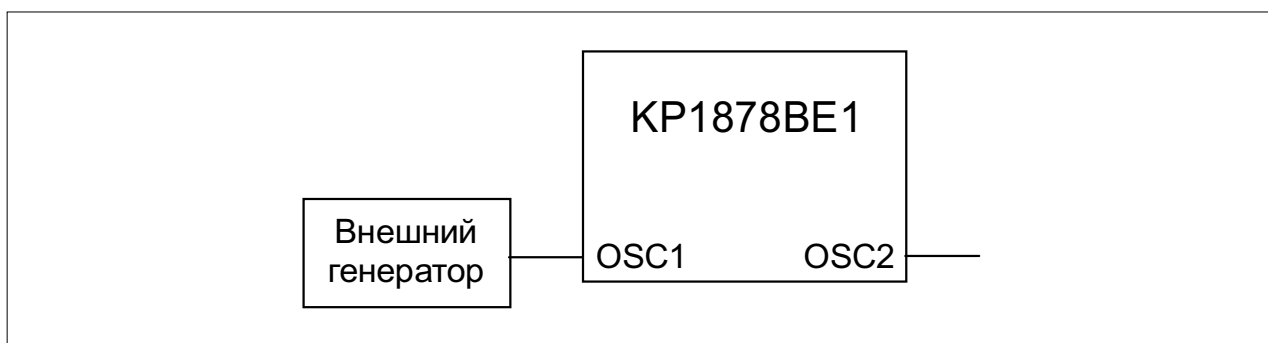 КР1878ВЕ1
Внешний
генератор
OSC1
OSC2